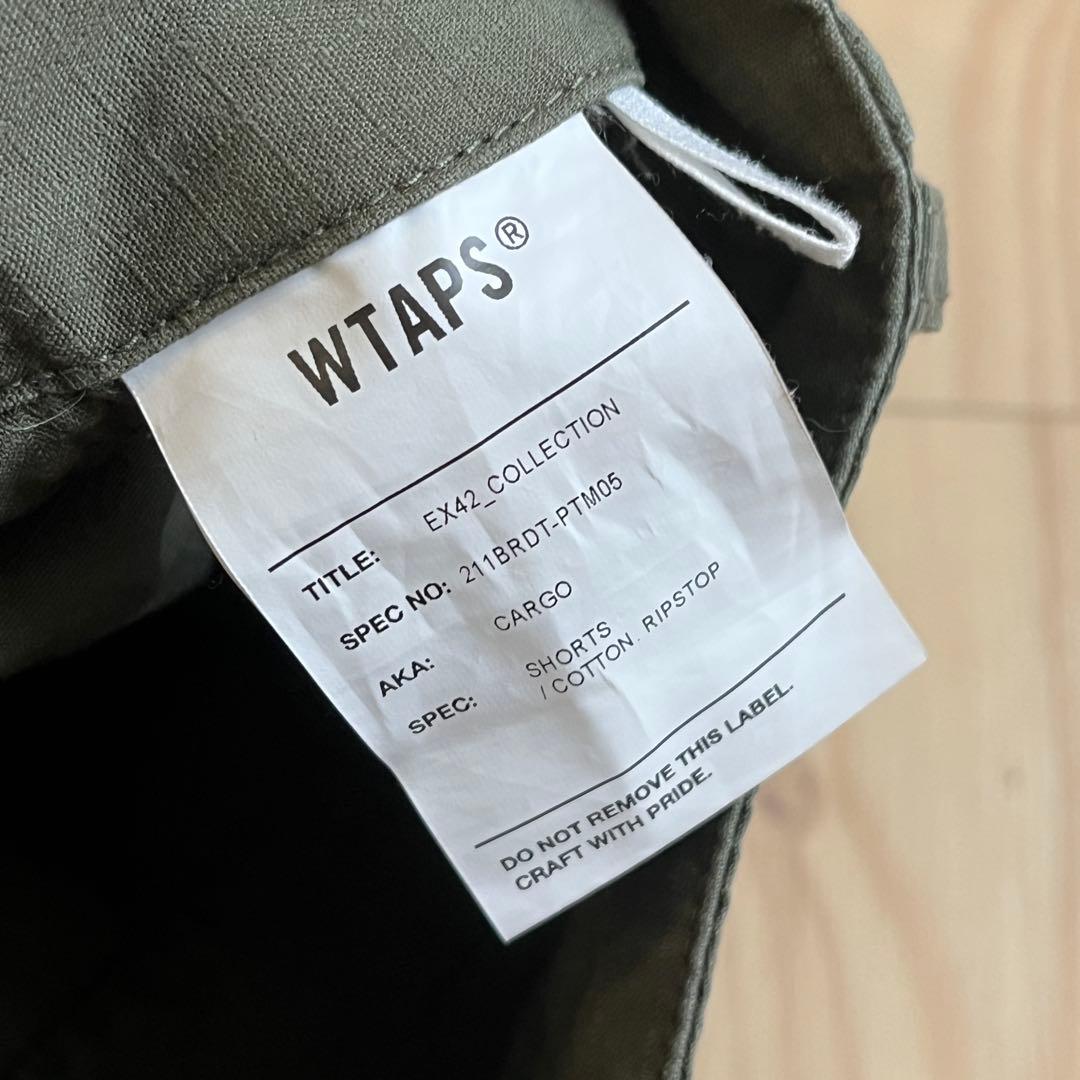 WTAPS®
TITLE: EX42_COLLECTION
SPEC NO: 211BRDT-PTM05
AKA: CARGO
SPEC: SHORTS
/ COTTON. RIPSTOP
DO NOT REMOVE THIS LABEL.
CRAFT WITH PRIDE.